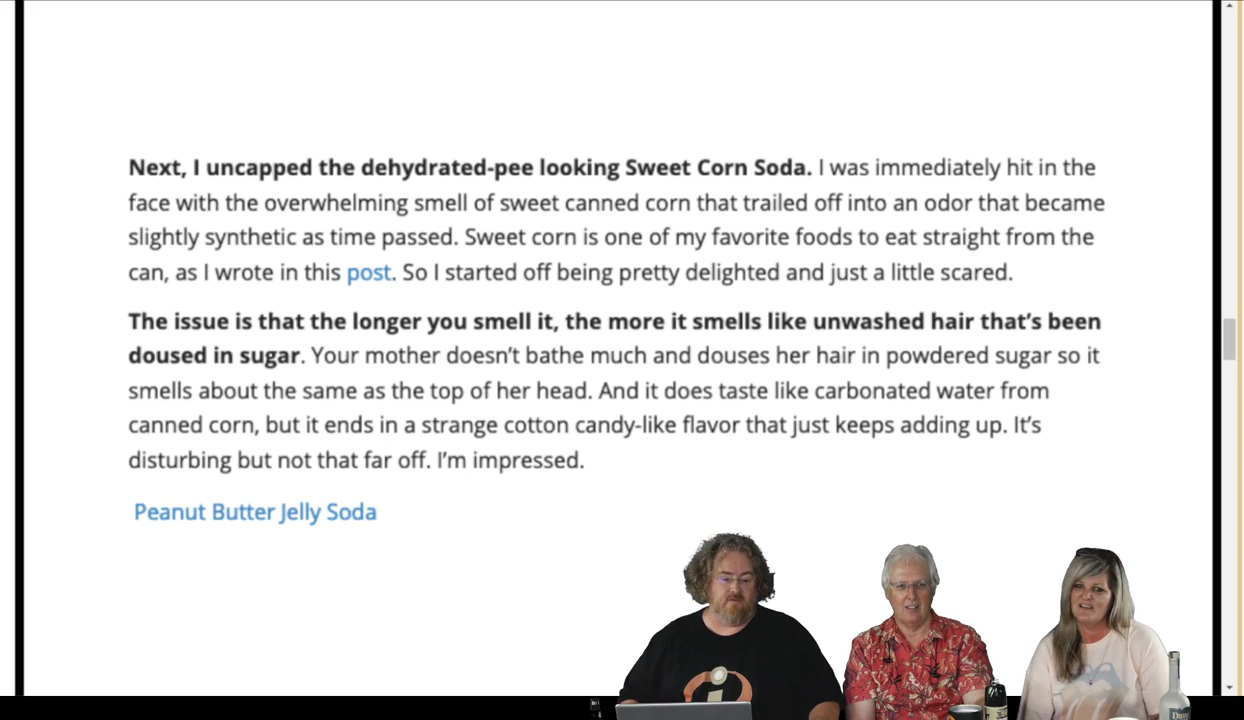 Next, I uncapped the dehydrated-pee looking Sweet Corn Soda. I was immediately hit in the
face with the overwhelming smell of sweet canned corn that trailed off into an odor that became
slightly synthetic as time passed. Sweet corn is one of my favorite foods to eat straight from the
can, as I wrote in this post. So I started off being pretty delighted and just a little scared.
The issue is that the longer you smell it, the more it smells like unwashed hair that’s been
doused in sugar. Your mother doesn’t bathe much and douses her hair in powdered sugar so it
smells about the same as the top of her head. And it does taste like carbonated water from
canned corn, but it ends in a strange cotton candy-like flavor that just keeps adding up. It’s
disturbing but not that far off. I’m impressed.
Peanut Butter Jelly Soda